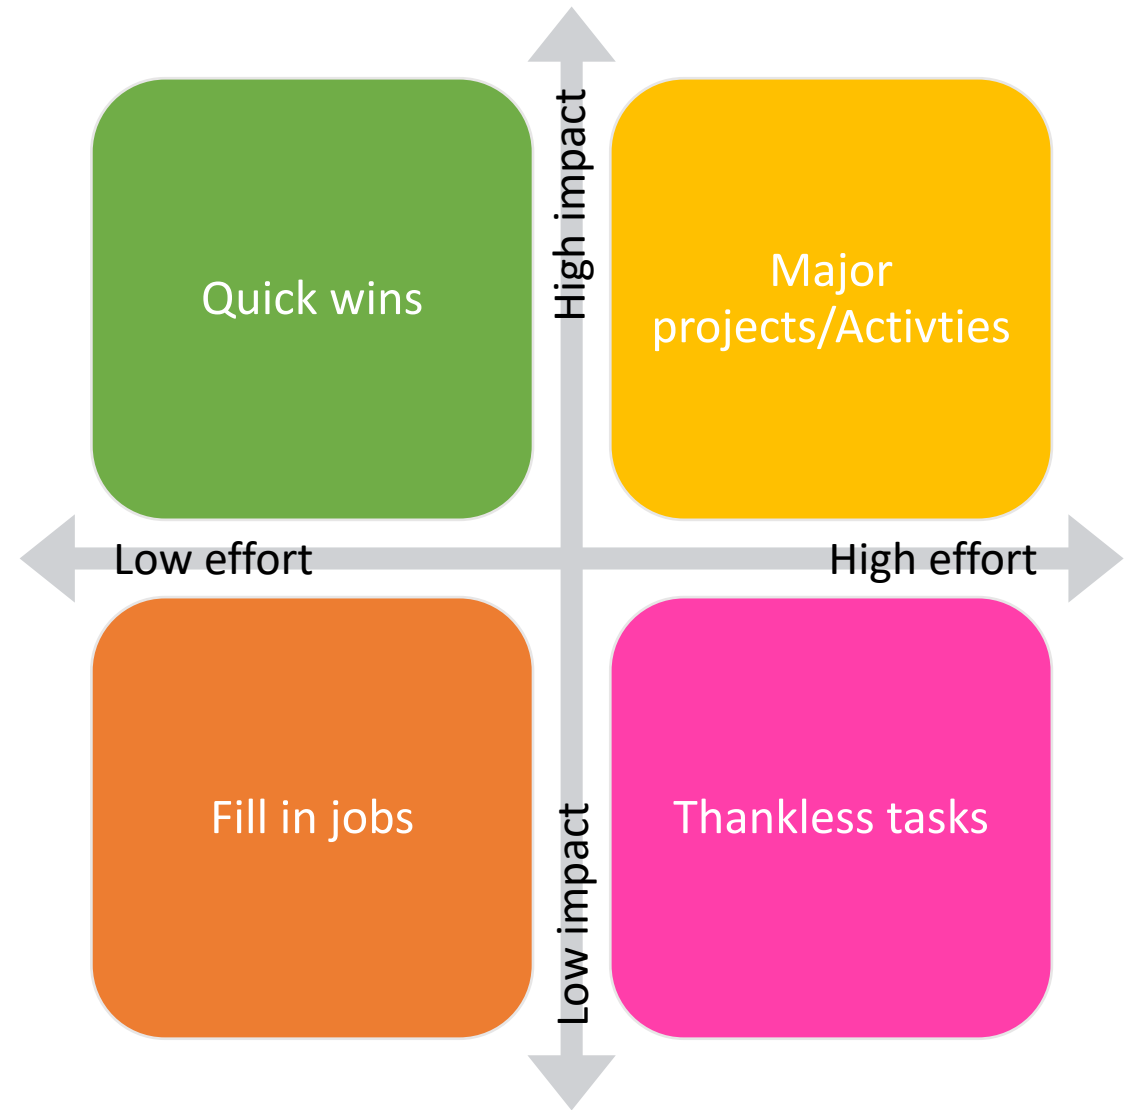 High impact
Quick wins
Major
projects/Activties
Low effort
High effort
Fill in jobs
Thankless tasks
Low impact